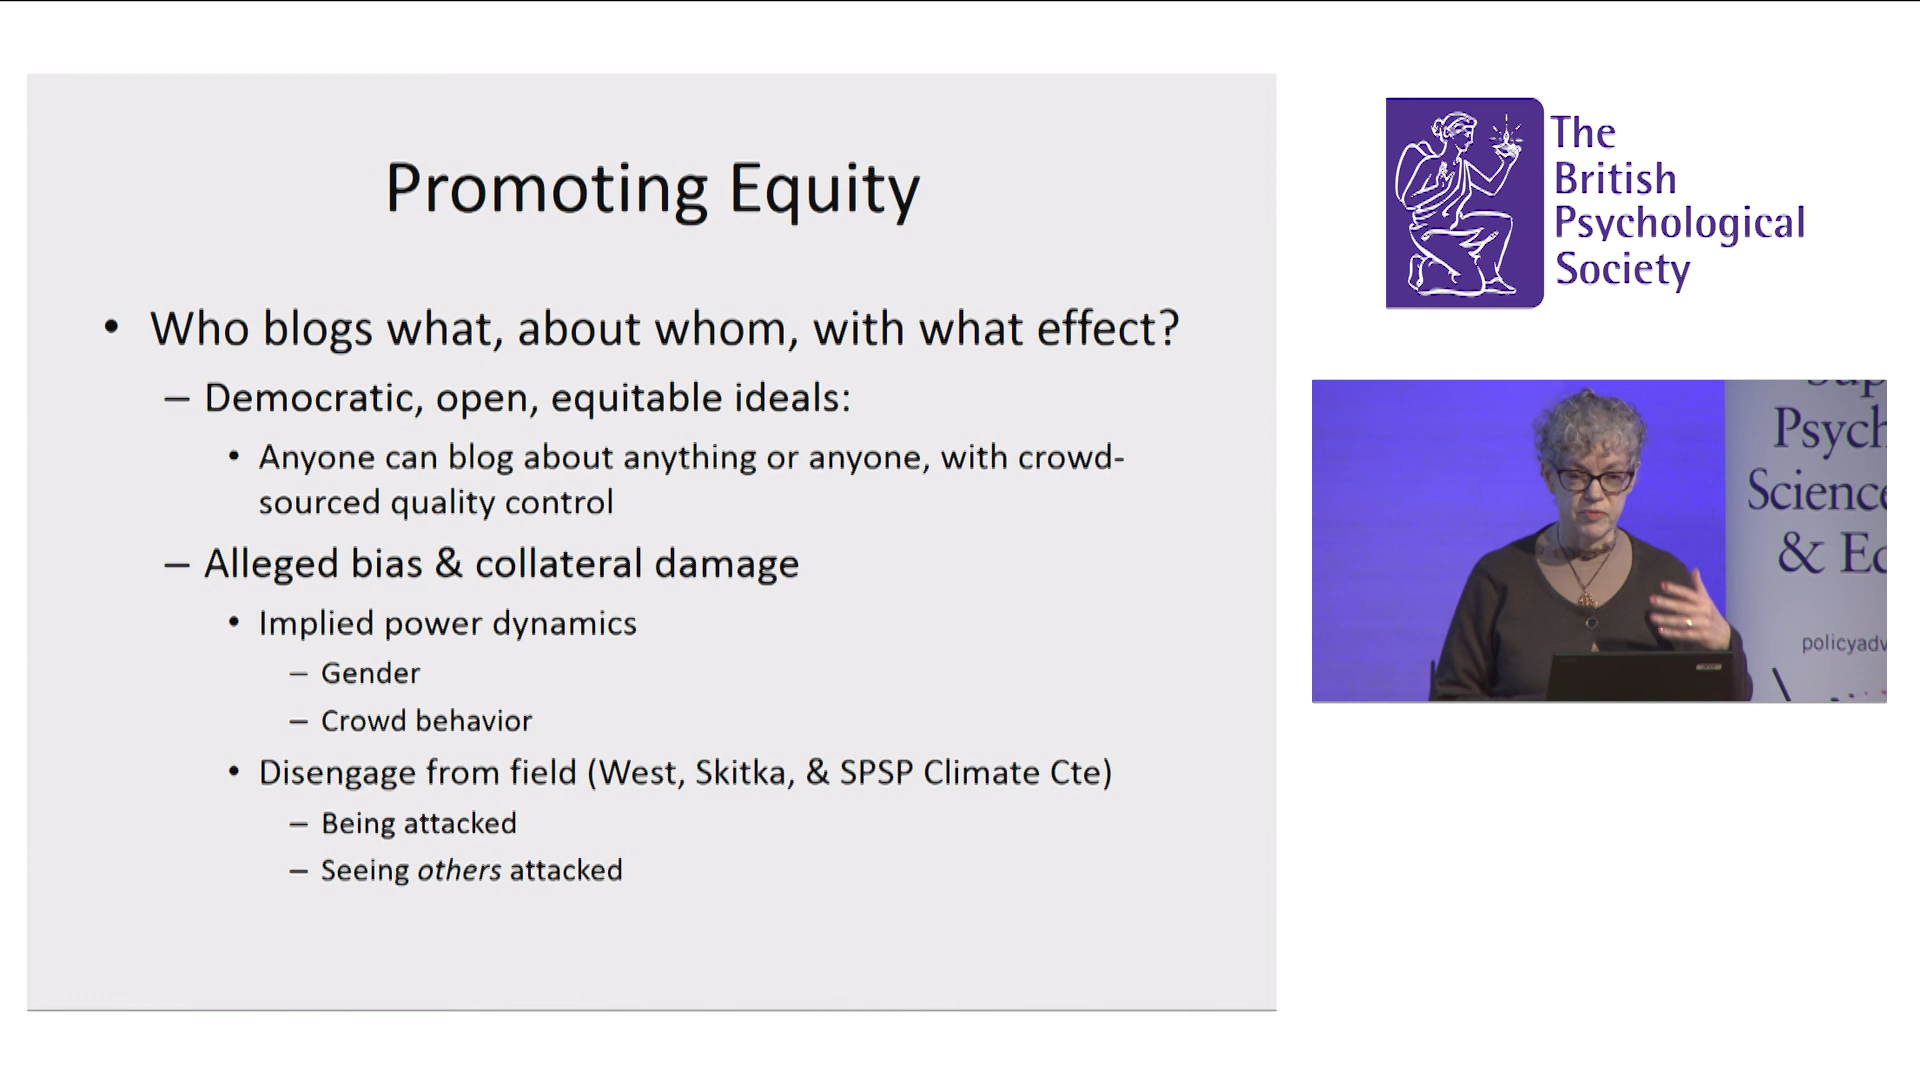 Promoting Equity
• Who blogs what, about whom, with what effect?
– Democratic, open, equitable ideals:
• Anyone can blog about anything or anyone, with crowd-
sourced quality control
– Alleged bias & collateral damage
• Implied power dynamics
– Gender
– Crowd behavior
• Disengage from field (West, Skitka, & SPSP Climate Cte)
– Being attacked
– Seeing others attacked
The
British
Psychological
Society
Psych
Science
& Ed
policyadv
acer